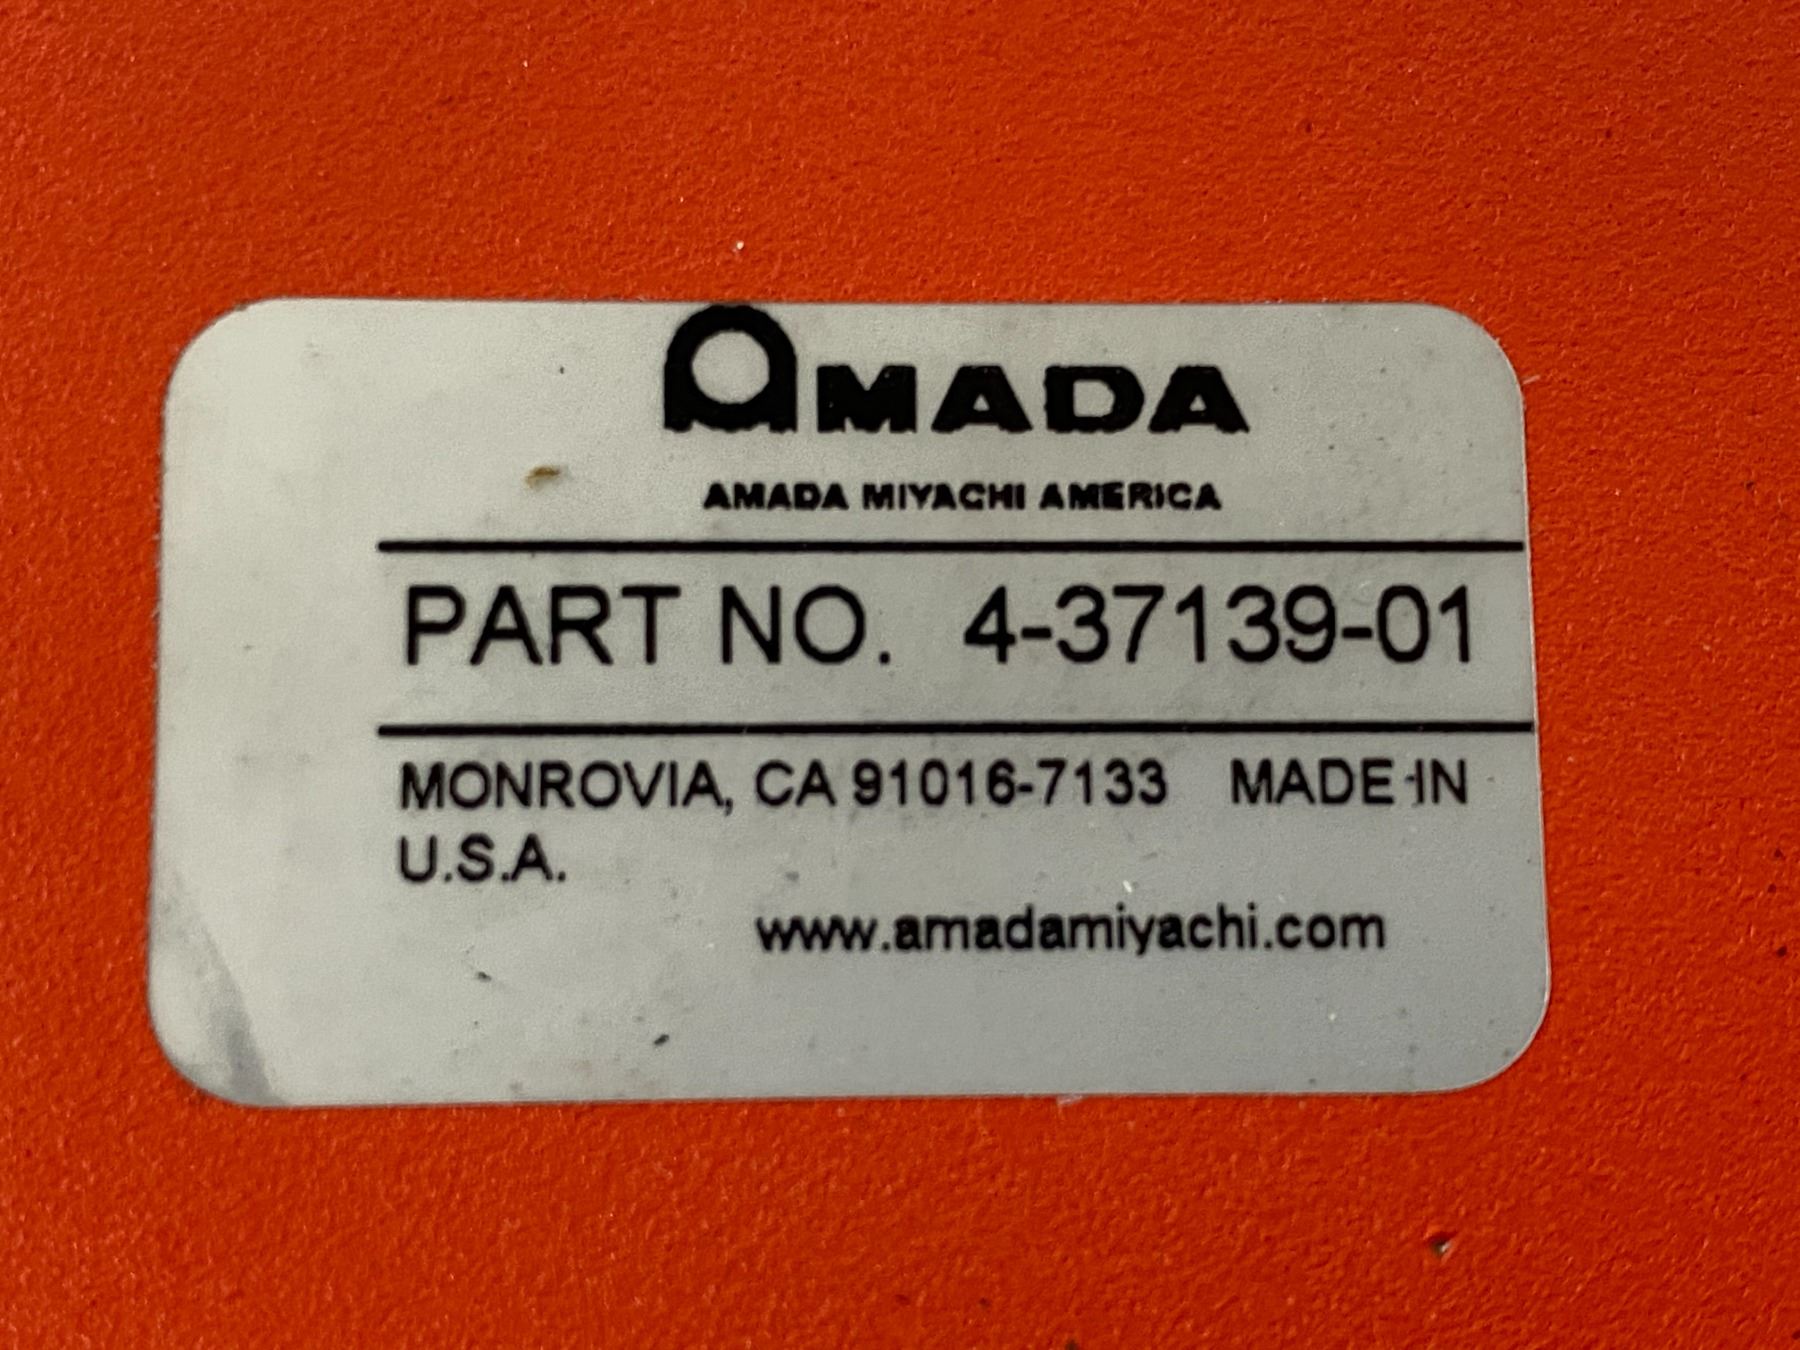 AMADA
AMADA MIYACHI AMERICA
PART NO. 4-37139-01
MONROVIA, CA 91016-7133 MADE IN
U.S.A.
www.amadamiyachi.com